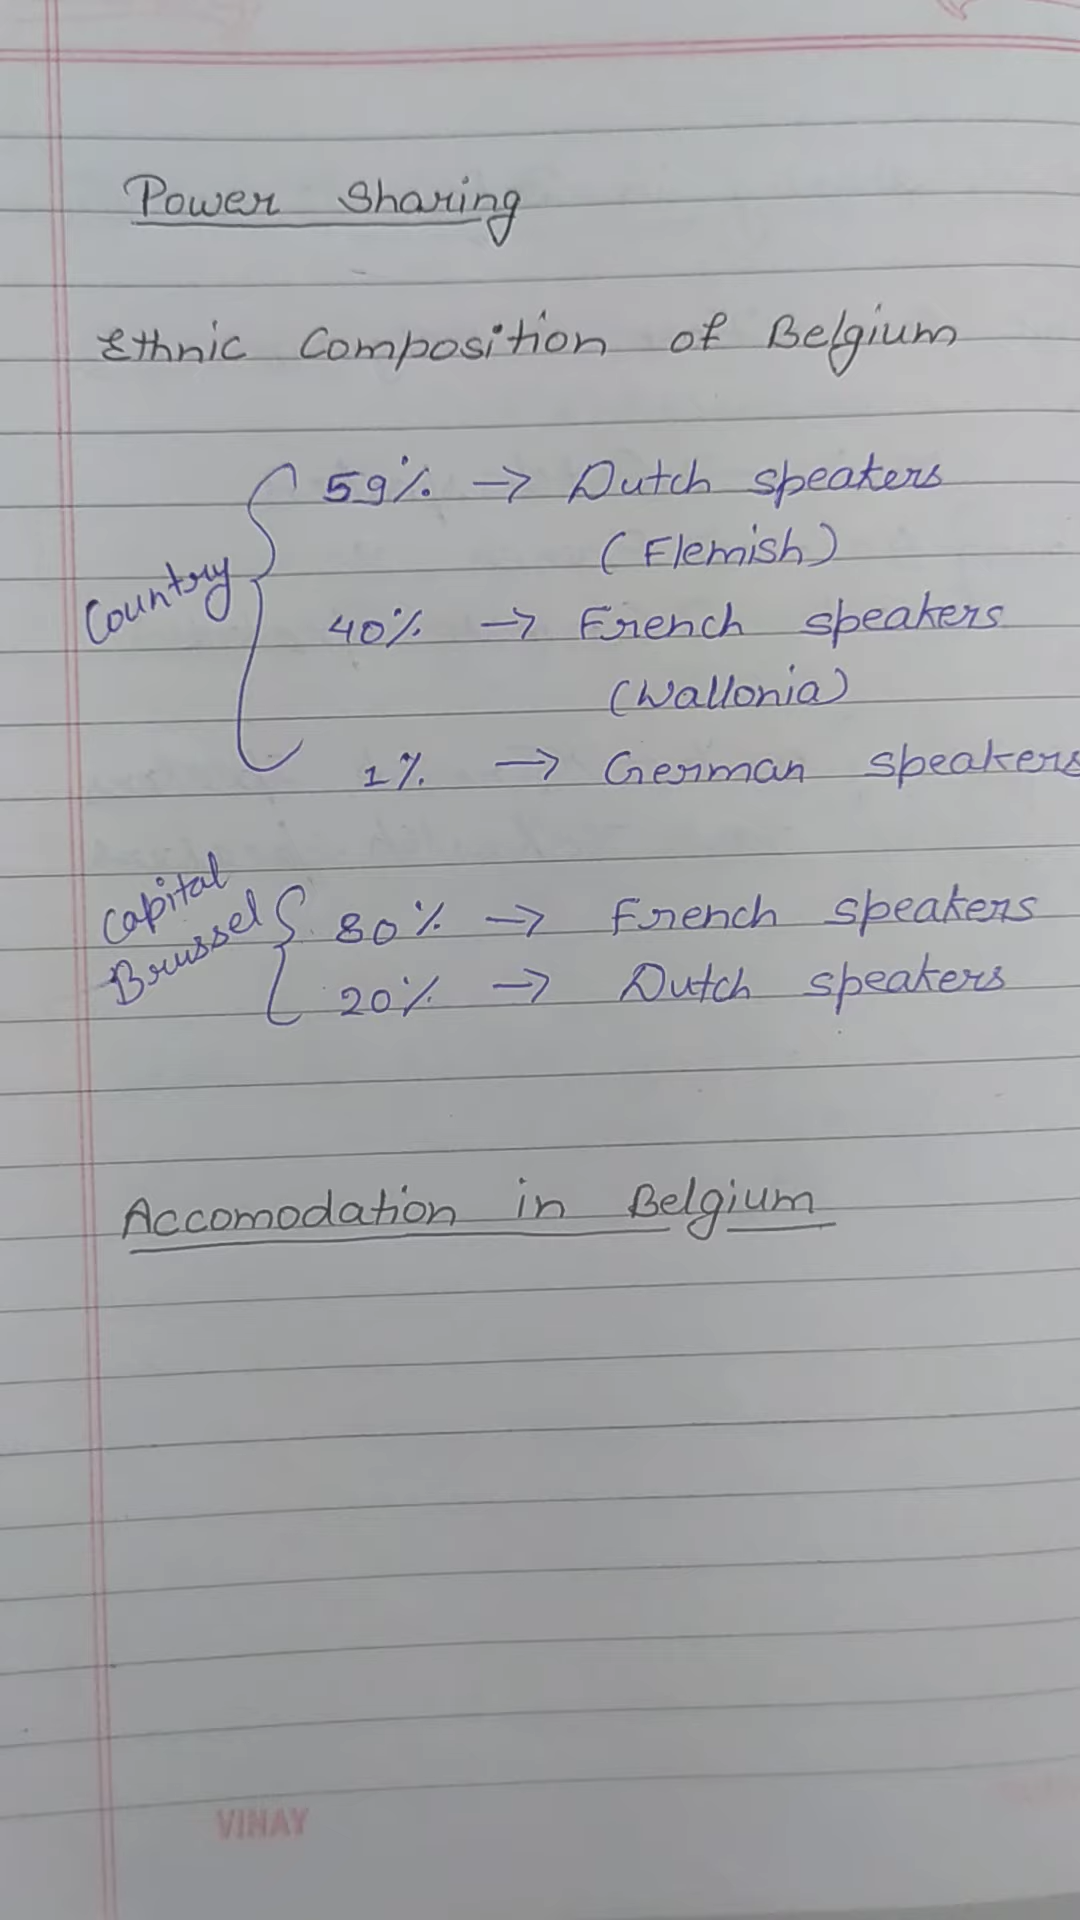 Power Sharing
Ethnic Composition of Belgium
59% → Dutch speakers
(Flemish)
Country
40% → French speakers
(Wallonia)
1% → German speakers
Capital
Brussel
80% → French speakers
20% → Dutch speakers
Accomodation in Belgium
VINAY